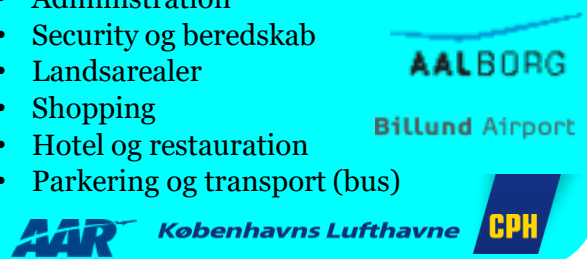 • Administration
• Security og beredskab
• Landsarealer
• Shopping
• Hotel og restauration
• Parkering og transport (bus)
AALBORG
Billund Airport
AAR
Københavns Lufthavne
CPH